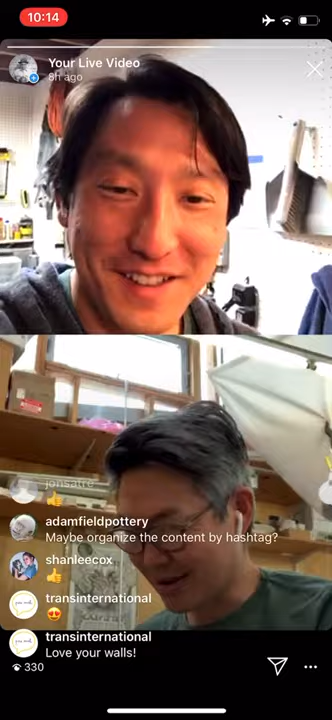 10:14
Your Live Video
8h ago
jonsatre
👍
adamfieldpottery
Maybe organize the content by hashtag?
shanleecox
👍
transinternational
😍
transinternational
Love your walls!
330